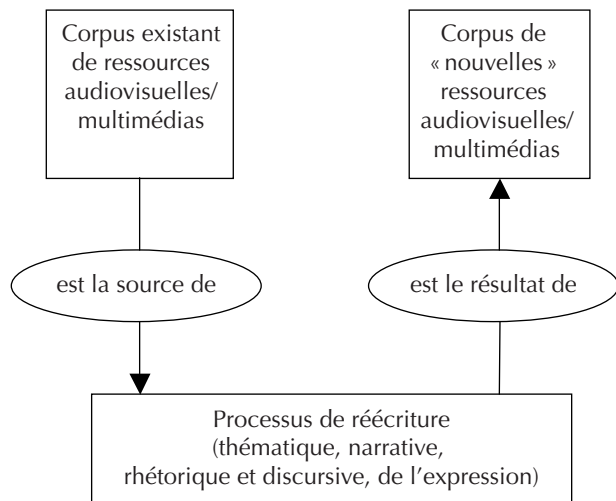 Corpus existant
de ressources
audiovisuelles/
multimédias
Corpus de
« nouvelles »
ressources
audiovisuelles/
multimédias
est la source de
est le résultat de
Processus de réécriture
(thématique, narrative,
rhétorique et discursive, de l’expression)